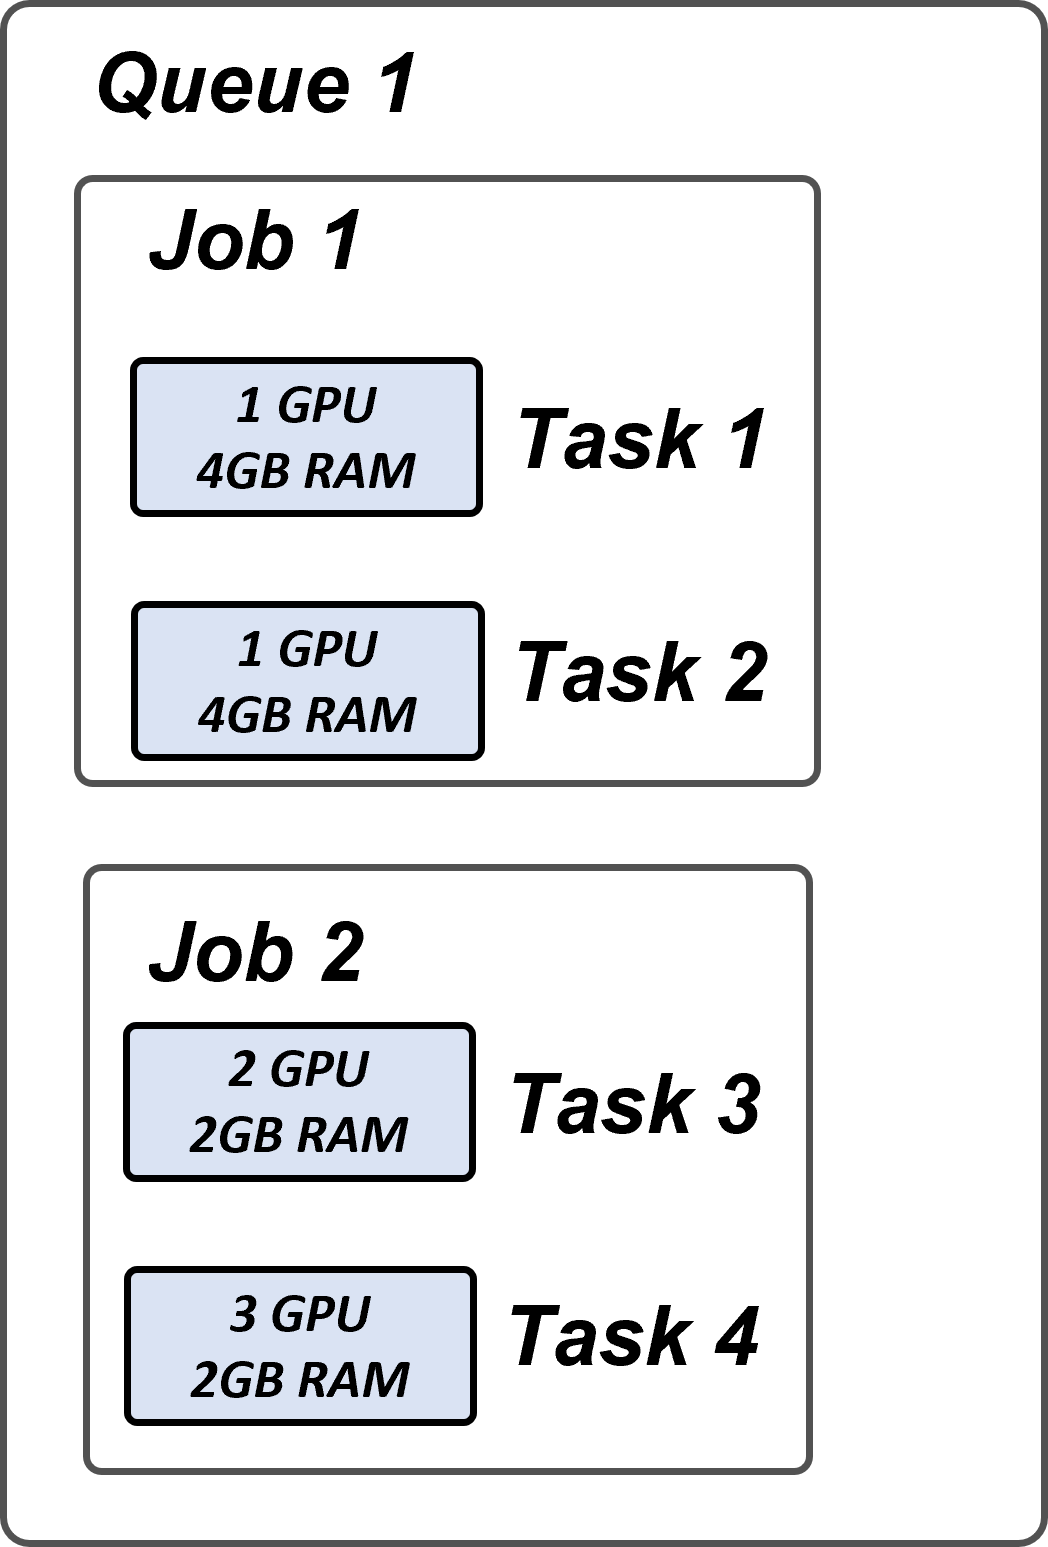 Queue 1
Job 1
1 GPU
4GB RAM
Task 1
1 GPU
4GB RAM
Task 2
Job 2
2 GPU
2GB RAM
Task 3
3 GPU
2GB RAM
Task 4